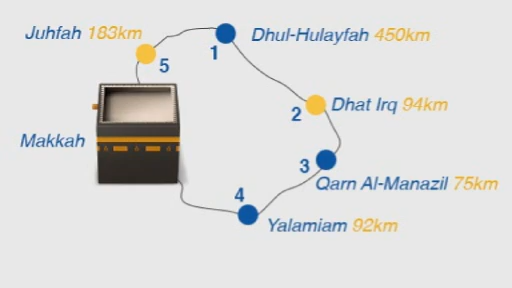 Juhfah 183km
5
1
Dhul-Hulayfah 450km
2
Dhat Irq 94km
Makkah
3
Qarn Al-Manazil 75km
4
Yalamiam 92km